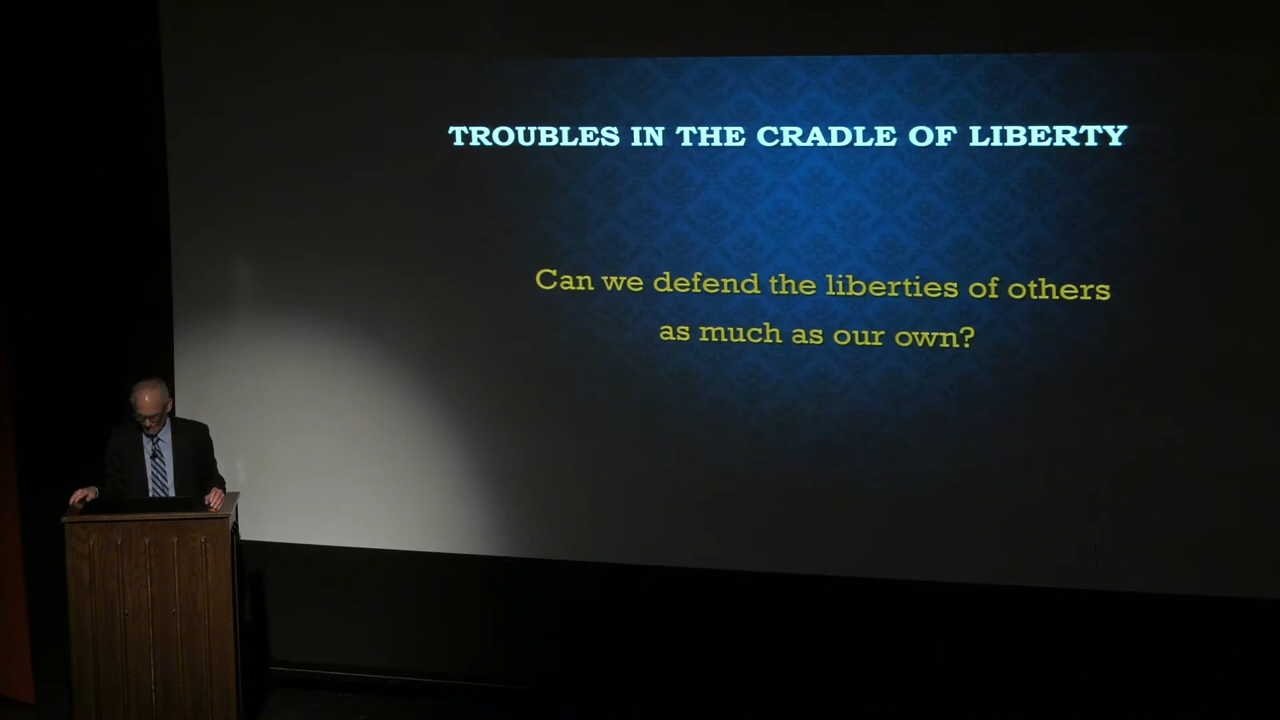 TROUBLES IN THE CRADLE OF LIBERTY
Can we defend the liberties of others
as much as our own?